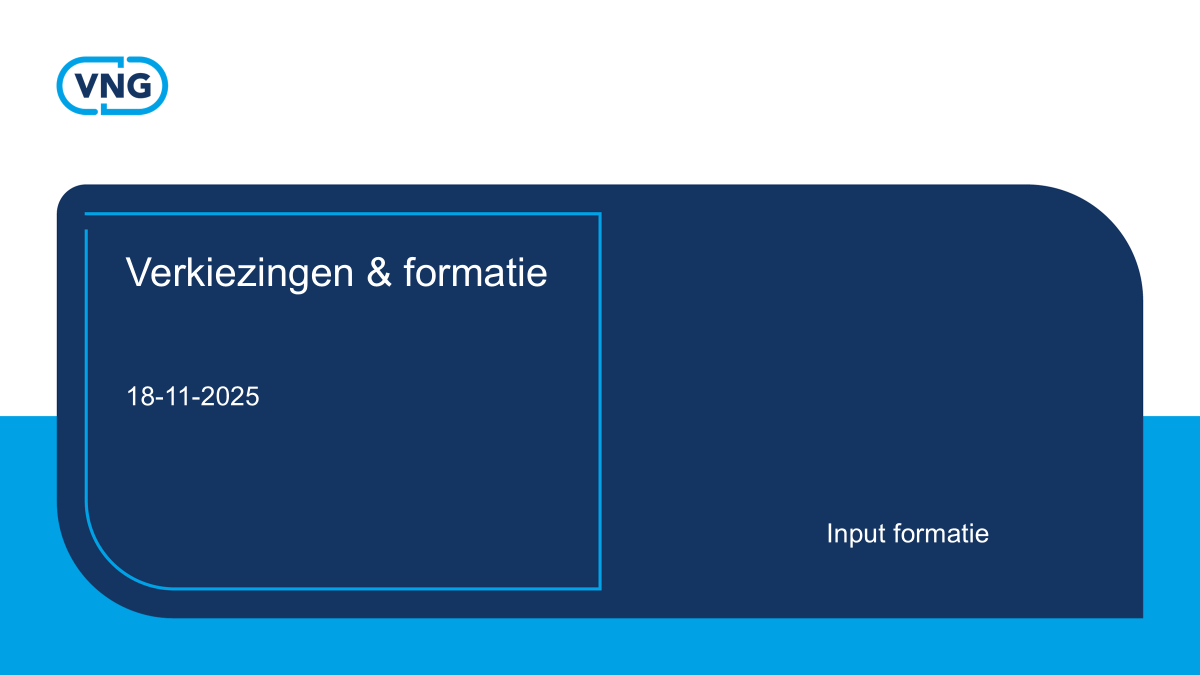 VNG
Verkiezingen & formatie
18-11-2025
Input formatie